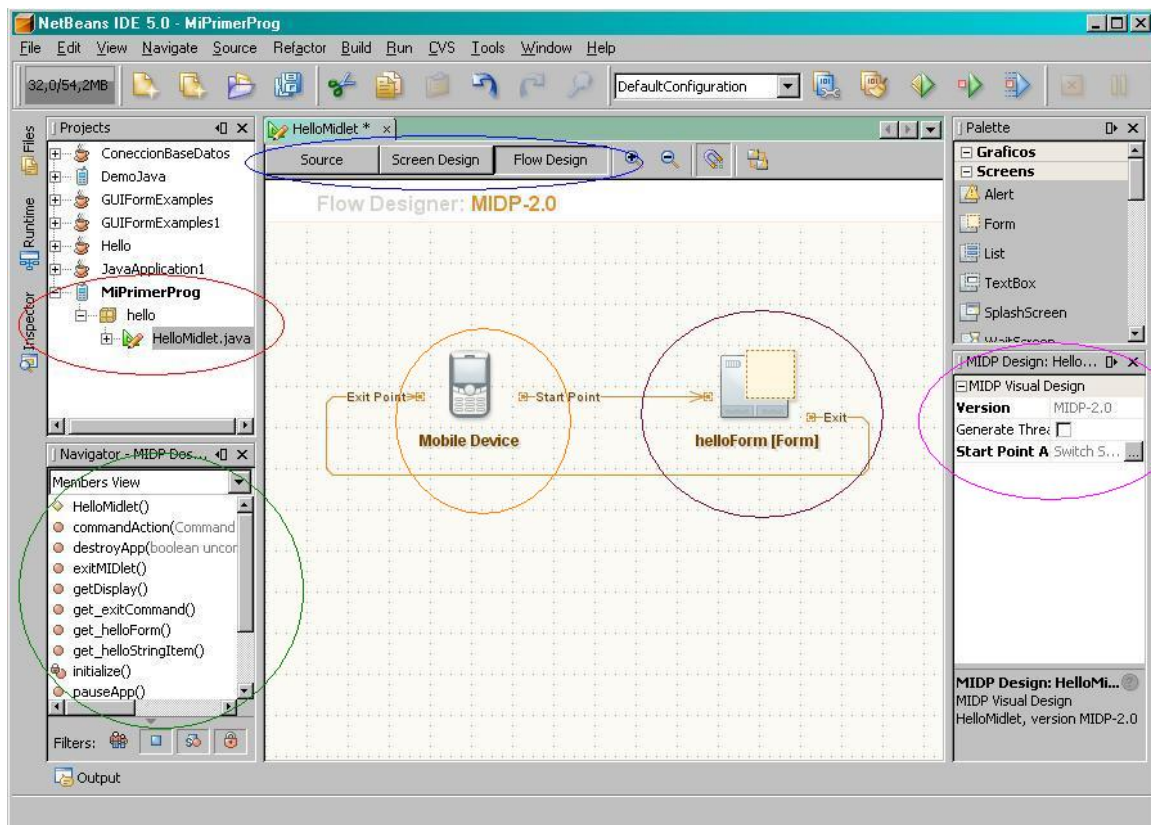 NetBeans IDE 5.0 - MiPrimerProg
File Edit View Navigate Source Refactor Build Run CVS Tools Window Help
32,0/54,2MB
DefaultConfiguration
Files
Runtime
Inspector
Projects
ConeccionBaseDatos
DemoJava
GUIFormExamples
GUIFormExamples1
Hello
JavaApplication1
MiPrimerProg
hello
HelloMidlet.java
Navigator - MIDP Des...
Members View
HelloMidlet()
commandAction(Command
destroyApp(boolean uncor
exitMIDlet()
getDisplay()
get_exitCommand()
get_helloForm()
get_helloStringItem()
initialize()
pauseApp()
Filters:
Output
HelloMidlet *
Source
Screen Design
Flow Design
Flow Designer: MIDP-2.0
Exit Point
Start Point
Exit
Mobile Device
helloForm [Form]
Palette
Graficos
Screens
Alert
Form
List
TextBox
SplashScreen
WaitScreen
MIDP Design: Hello...
MIDP Visual Design
Version MIDP-2.0
Generate Threa
Start Point A Switch S... ...
MIDP Design: HelloMi...
MIDP Visual Design
HelloMidlet, version MIDP-2.0